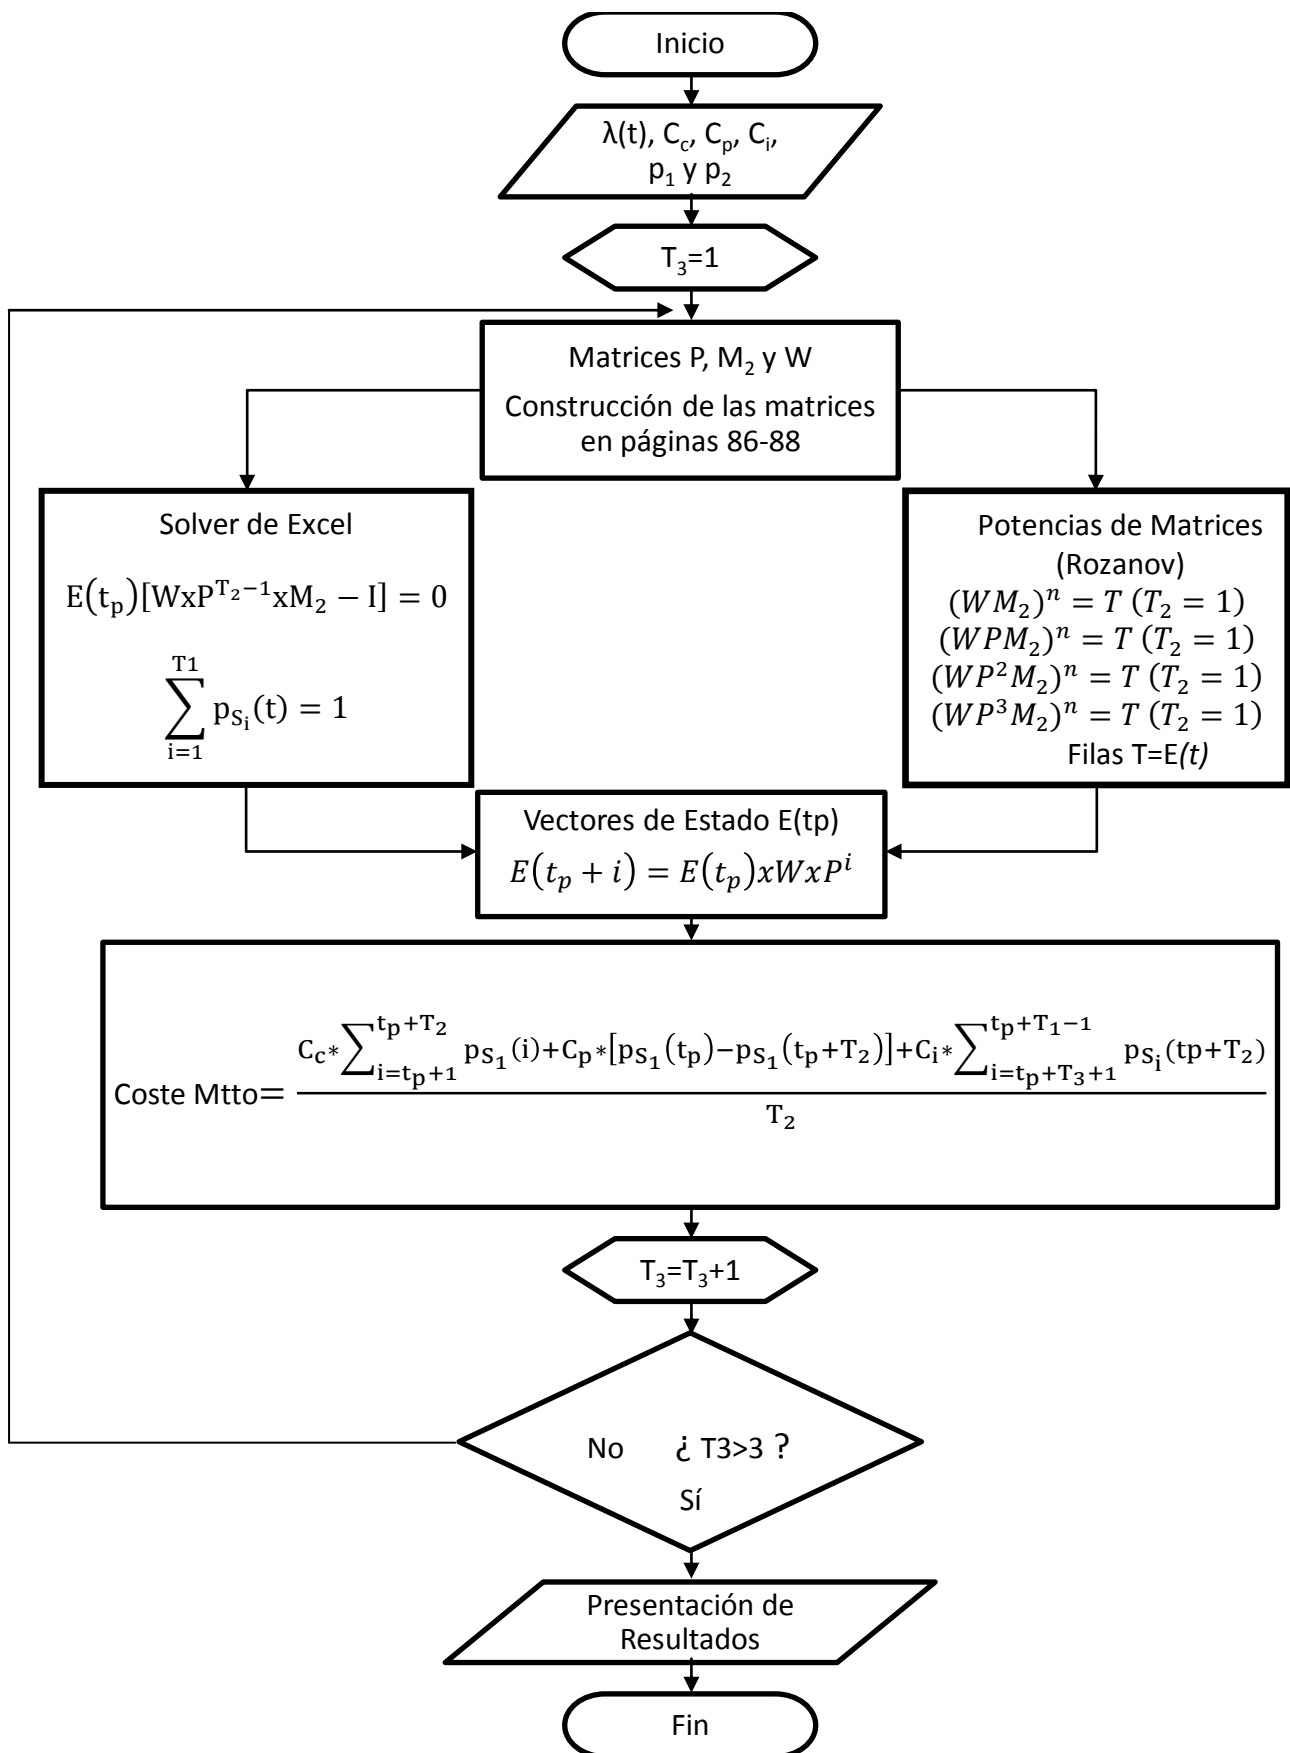 Inicio
λ(t), C_c, C_p, C_i,
p_1 y p_2
T_3=1
Matrices P, M_2 y W
Construcción de las matrices
en páginas 86-88
Solver de Excel
E(t_p)[WxP^{T_2−1}xM_2 − I] = 0
\sum_{i=1}^{T1} p_{S_i}(t) = 1
Potencias de Matrices
(Rozanov)
(WM_2)^n = T (T_2 = 1)
(WPM_2)^n = T (T_2 = 1)
(WP^2M_2)^n = T (T_2 = 1)
(WP^3M_2)^n = T (T_2 = 1)
Filas T=E(t)
Vectores de Estado E(tp)
E(t_p + i) = E(t_p)xWxP^i
Coste Mtto= \frac{C_c*\sum_{i=t_p+1}^{t_p+T_2} p_{S_1}(i)+C_p*[p_{S_1}(t_p)−p_{S_1}(t_p+T_2)]+C_i*\sum_{i=t_p+T_3+1}^{t_p+T_1−1} p_{S_i}(tp+T_2)}{T_2}
T_3=T_3+1
No ¿ T3>3 ?
Sí
Presentación de
Resultados
Fin